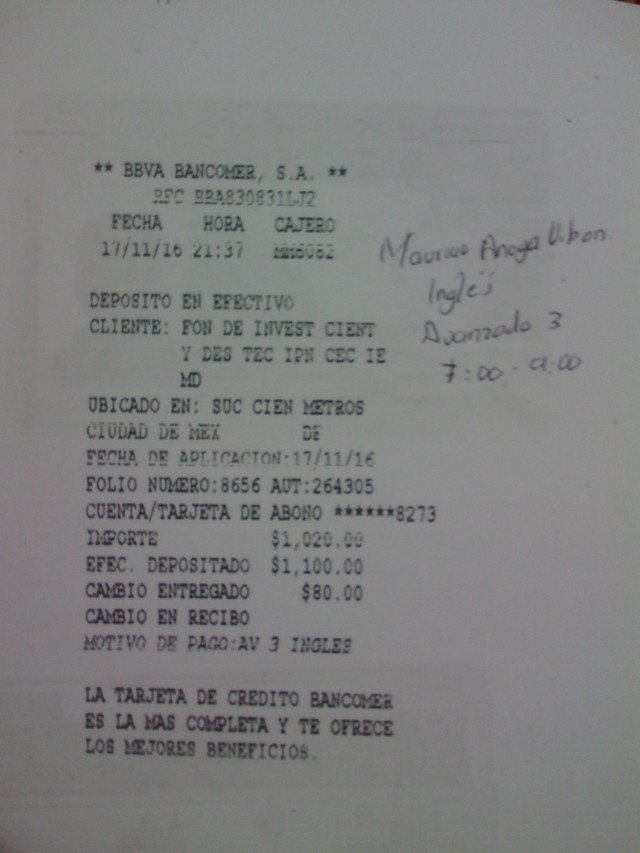 ** BBVA BANCOMER, S.A. **
RFC BBA830831LJ2
FECHA HORA CAJERO
17/11/16 21:37
DEPOSITO EN EFECTIVO
CLIENTE: FON DE INVEST CIENT
Y DES TEC IPN CEC IE
MD
UBICADO EN: SUC CIEN METROS
CIUDAD DE MEX DF
FECHA DE APLICACION:17/11/16
FOLIO NUMERO:8656 AUT:264305
CUENTA/TARJETA DE ABONO ******8273
IMPORTE $1,020.00
EFEC. DEPOSITADO $1,100.00
CAMBIO ENTREGADO $80.00
CAMBIO EN RECIBO
MOTIVO DE PAGO:AV 3 INGLES
LA TARJETA DE CREDITO BANCOMER
ES LA MAS COMPLETA Y TE OFRECE
LOS MEJORES BENEFICIOS.
Inglés
Avanzado 3
7:00 - 9:00